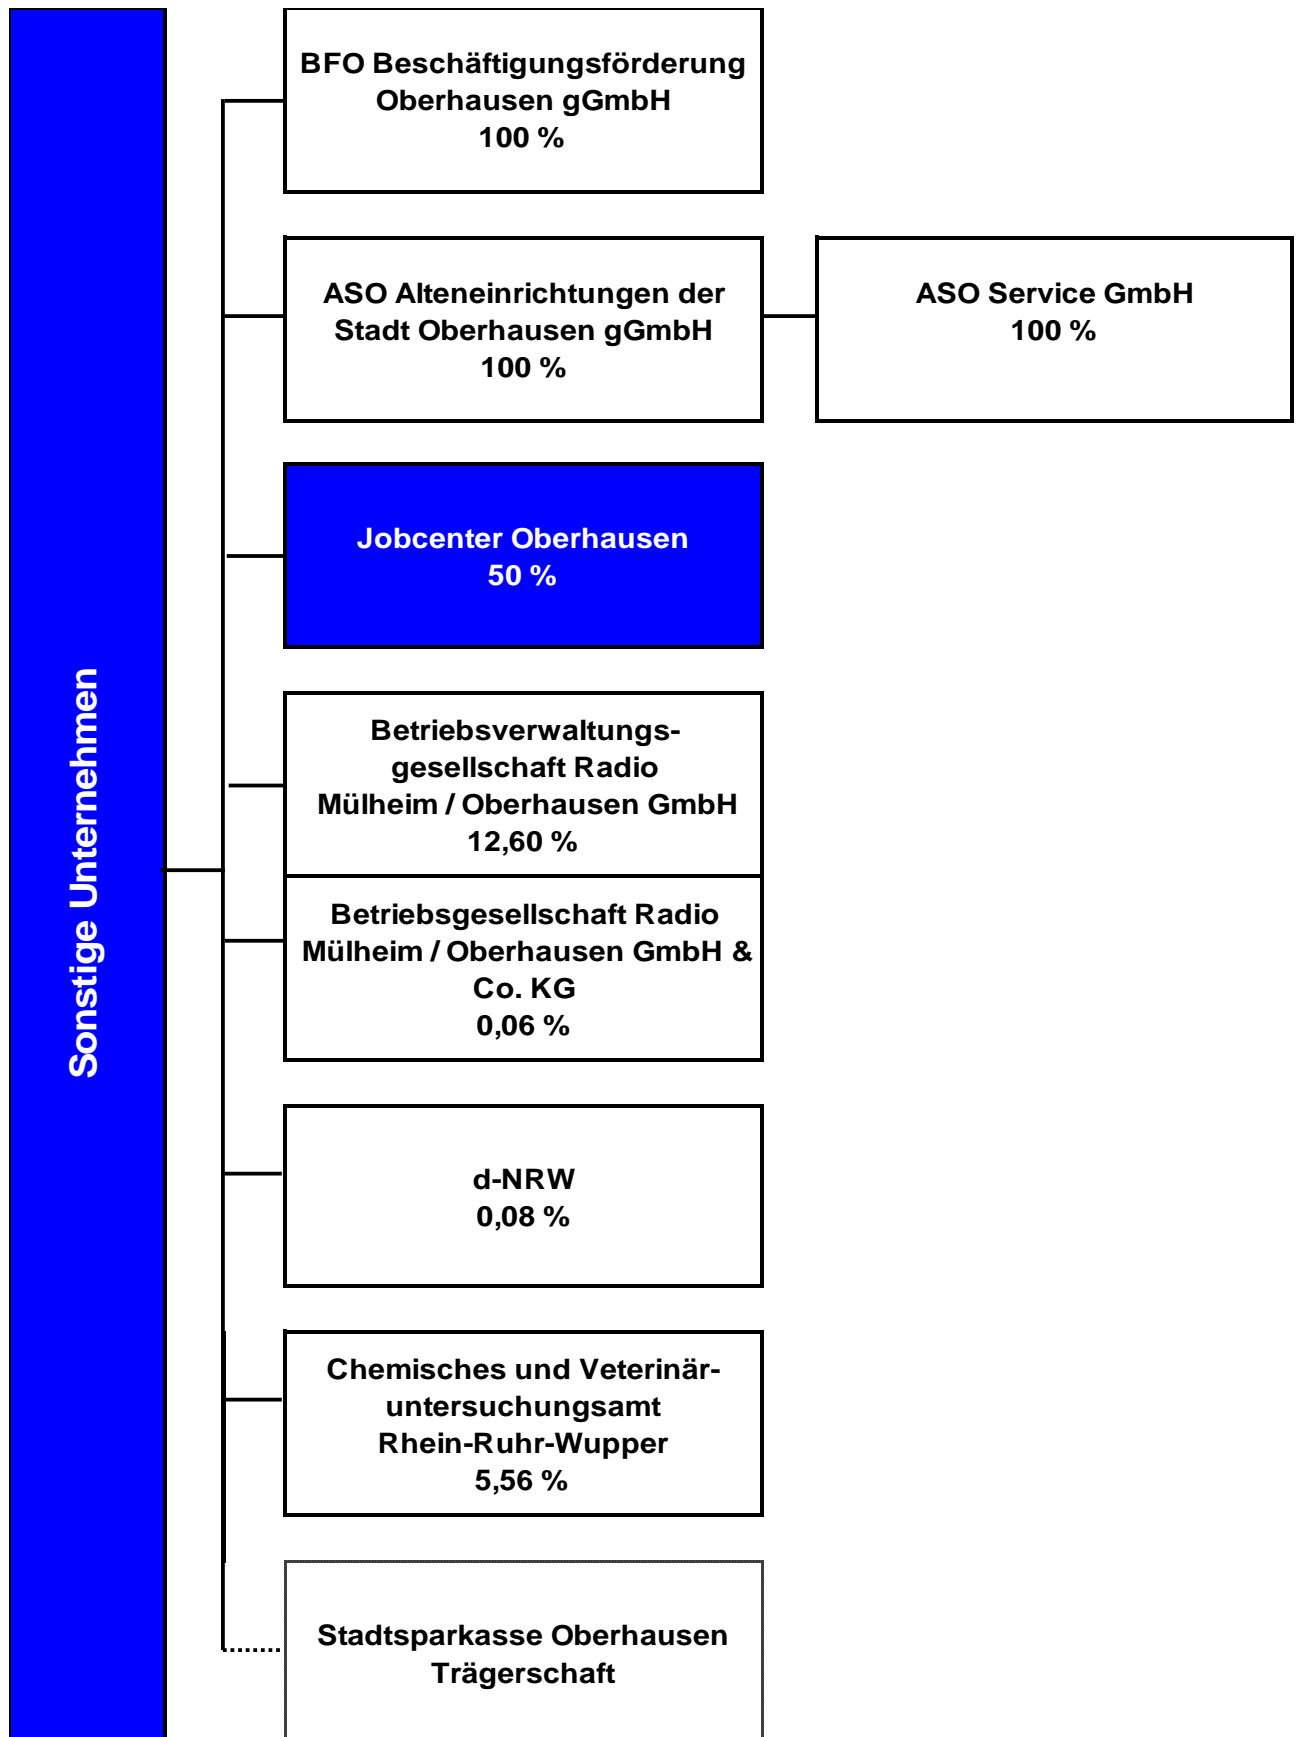 Sonstige Unternehmen
BFO Beschäftigungsförderung
Oberhausen gGmbH
100 %
ASO Alteneinrichtungen der
Stadt Oberhausen gGmbH
100 %
ASO Service GmbH
100 %
Jobcenter Oberhausen
50 %
Betriebsverwaltungs-
gesellschaft Radio
Mülheim / Oberhausen GmbH
12,60 %
Betriebsgesellschaft Radio
Mülheim / Oberhausen GmbH &
Co. KG
0,06 %
d-NRW
0,08 %
Chemisches und Veterinär-
untersuchungsamt
Rhein-Ruhr-Wupper
5,56 %
Stadtsparkasse Oberhausen
Trägerschaft